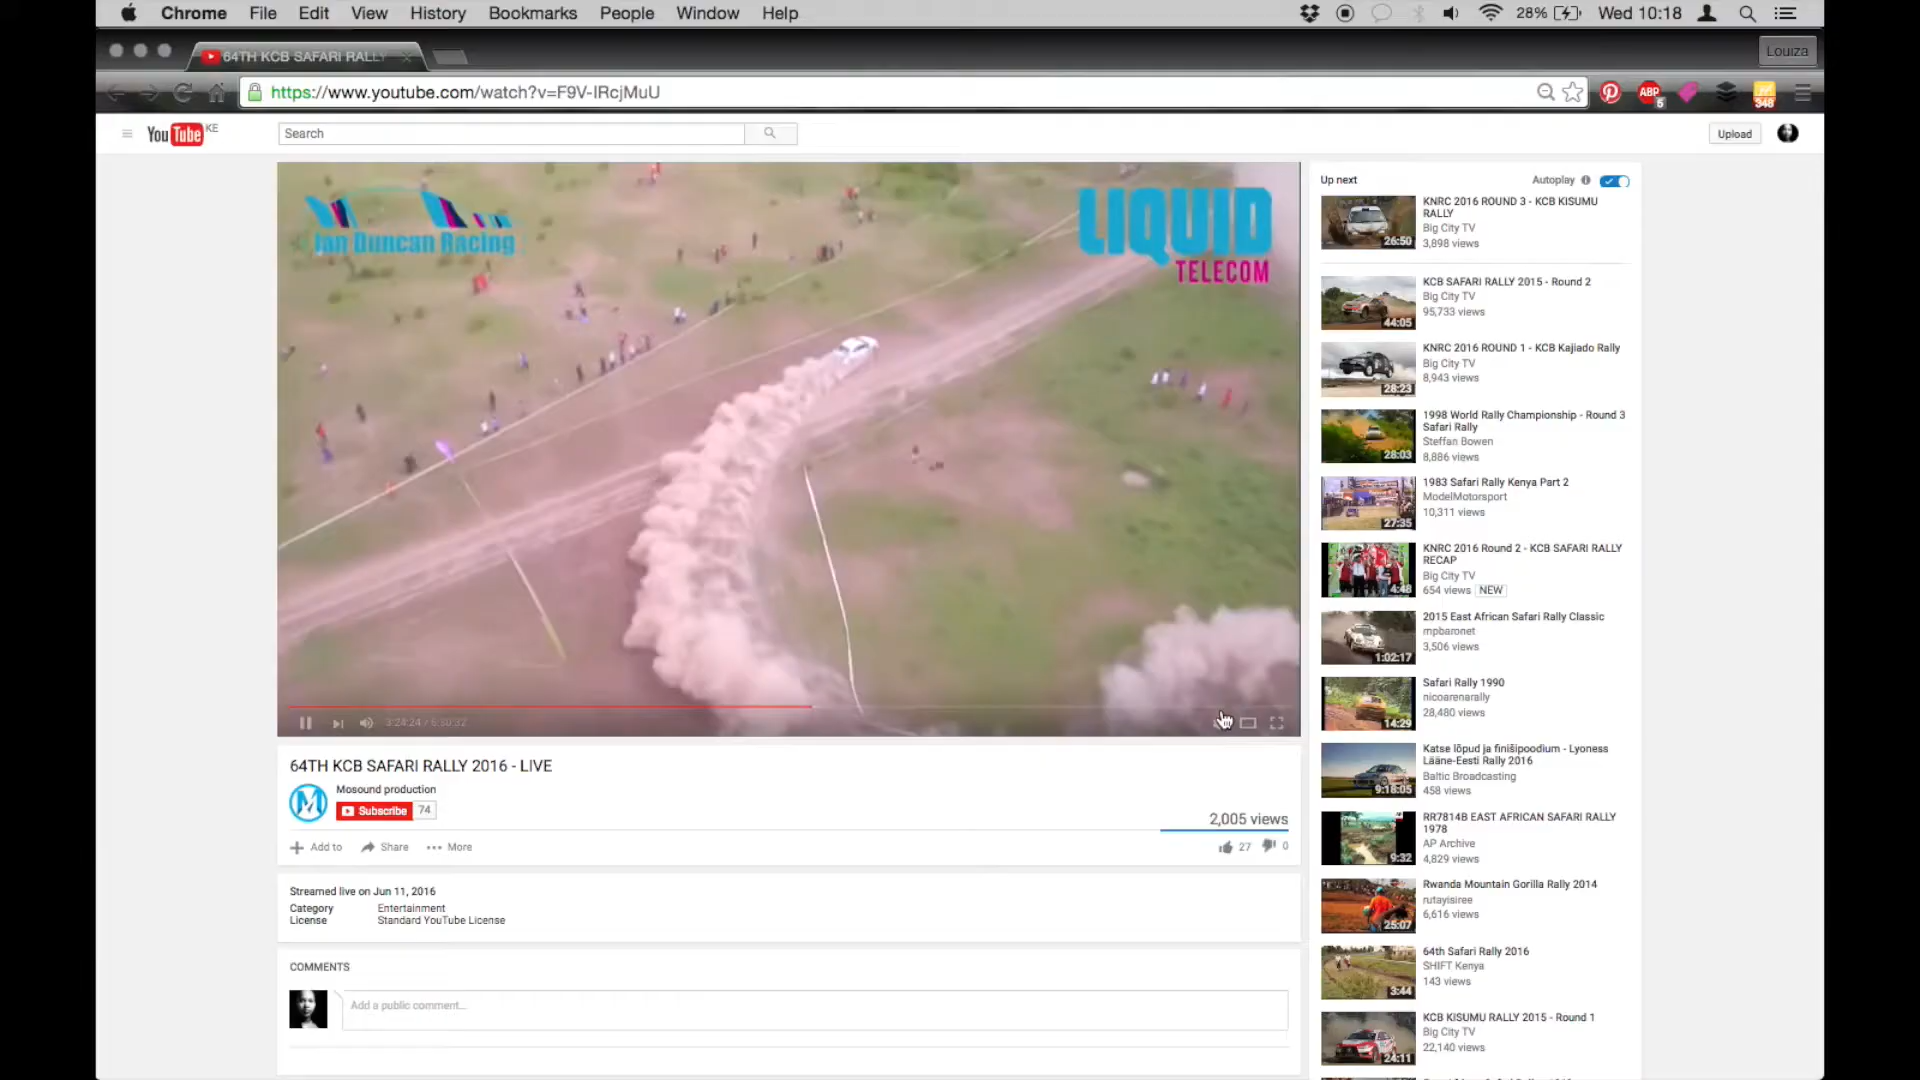 Chrome File Edit View History Bookmarks People Window Help
28% Wed 10:18
64TH KCB SAFARI RALLY
Louiza
https://www.youtube.com/watch?v=F9V-IRcjMuU
ABP
6
348
YouTube KE
Search
Upload
Ian Duncan Racing
LIQUID
TELECOM
3:24:24 / 6:30:32
64TH KCB SAFARI RALLY 2016 - LIVE
Mosound production
Subscribe 74
2,005 views
Add to Share More
27 0
Streamed live on Jun 11, 2016
Category Entertainment
License Standard YouTube License
COMMENTS
Add a public comment...
Up next Autoplay
KNRC 2016 ROUND 3 - KCB KISUMU
RALLY
Big City TV
3,898 views
26:50
KCB SAFARI RALLY 2015 - Round 2
Big City TV
95,733 views
44:05
KNRC 2016 ROUND 1 - KCB Kajiado Rally
Big City TV
8,943 views
28:23
1998 World Rally Championship - Round 3
Safari Rally
Steffan Bowen
8,886 views
28:03
1983 Safari Rally Kenya Part 2
ModelMotorsport
10,311 views
27:35
KNRC 2016 Round 2 - KCB SAFARI RALLY
RECAP
Big City TV
654 views NEW
4:48
2015 East African Safari Rally Classic
mpbaronet
3,506 views
1:02:17
Safari Rally 1990
nicoarenarally
28,480 views
14:29
Katse lõpud ja finišipoodium - Lyoness
Lääne-Eesti Rally 2016
Baltic Broadcasting
458 views
9:18:05
RR7814B EAST AFRICAN SAFARI RALLY
1978
AP Archive
4,829 views
9:32
Rwanda Mountain Gorilla Rally 2014
rutayisiree
6,616 views
25:07
64th Safari Rally 2016
SHIFT Kenya
143 views
3:44
KCB KISUMU RALLY 2015 - Round 1
Big City TV
22,140 views
24:11